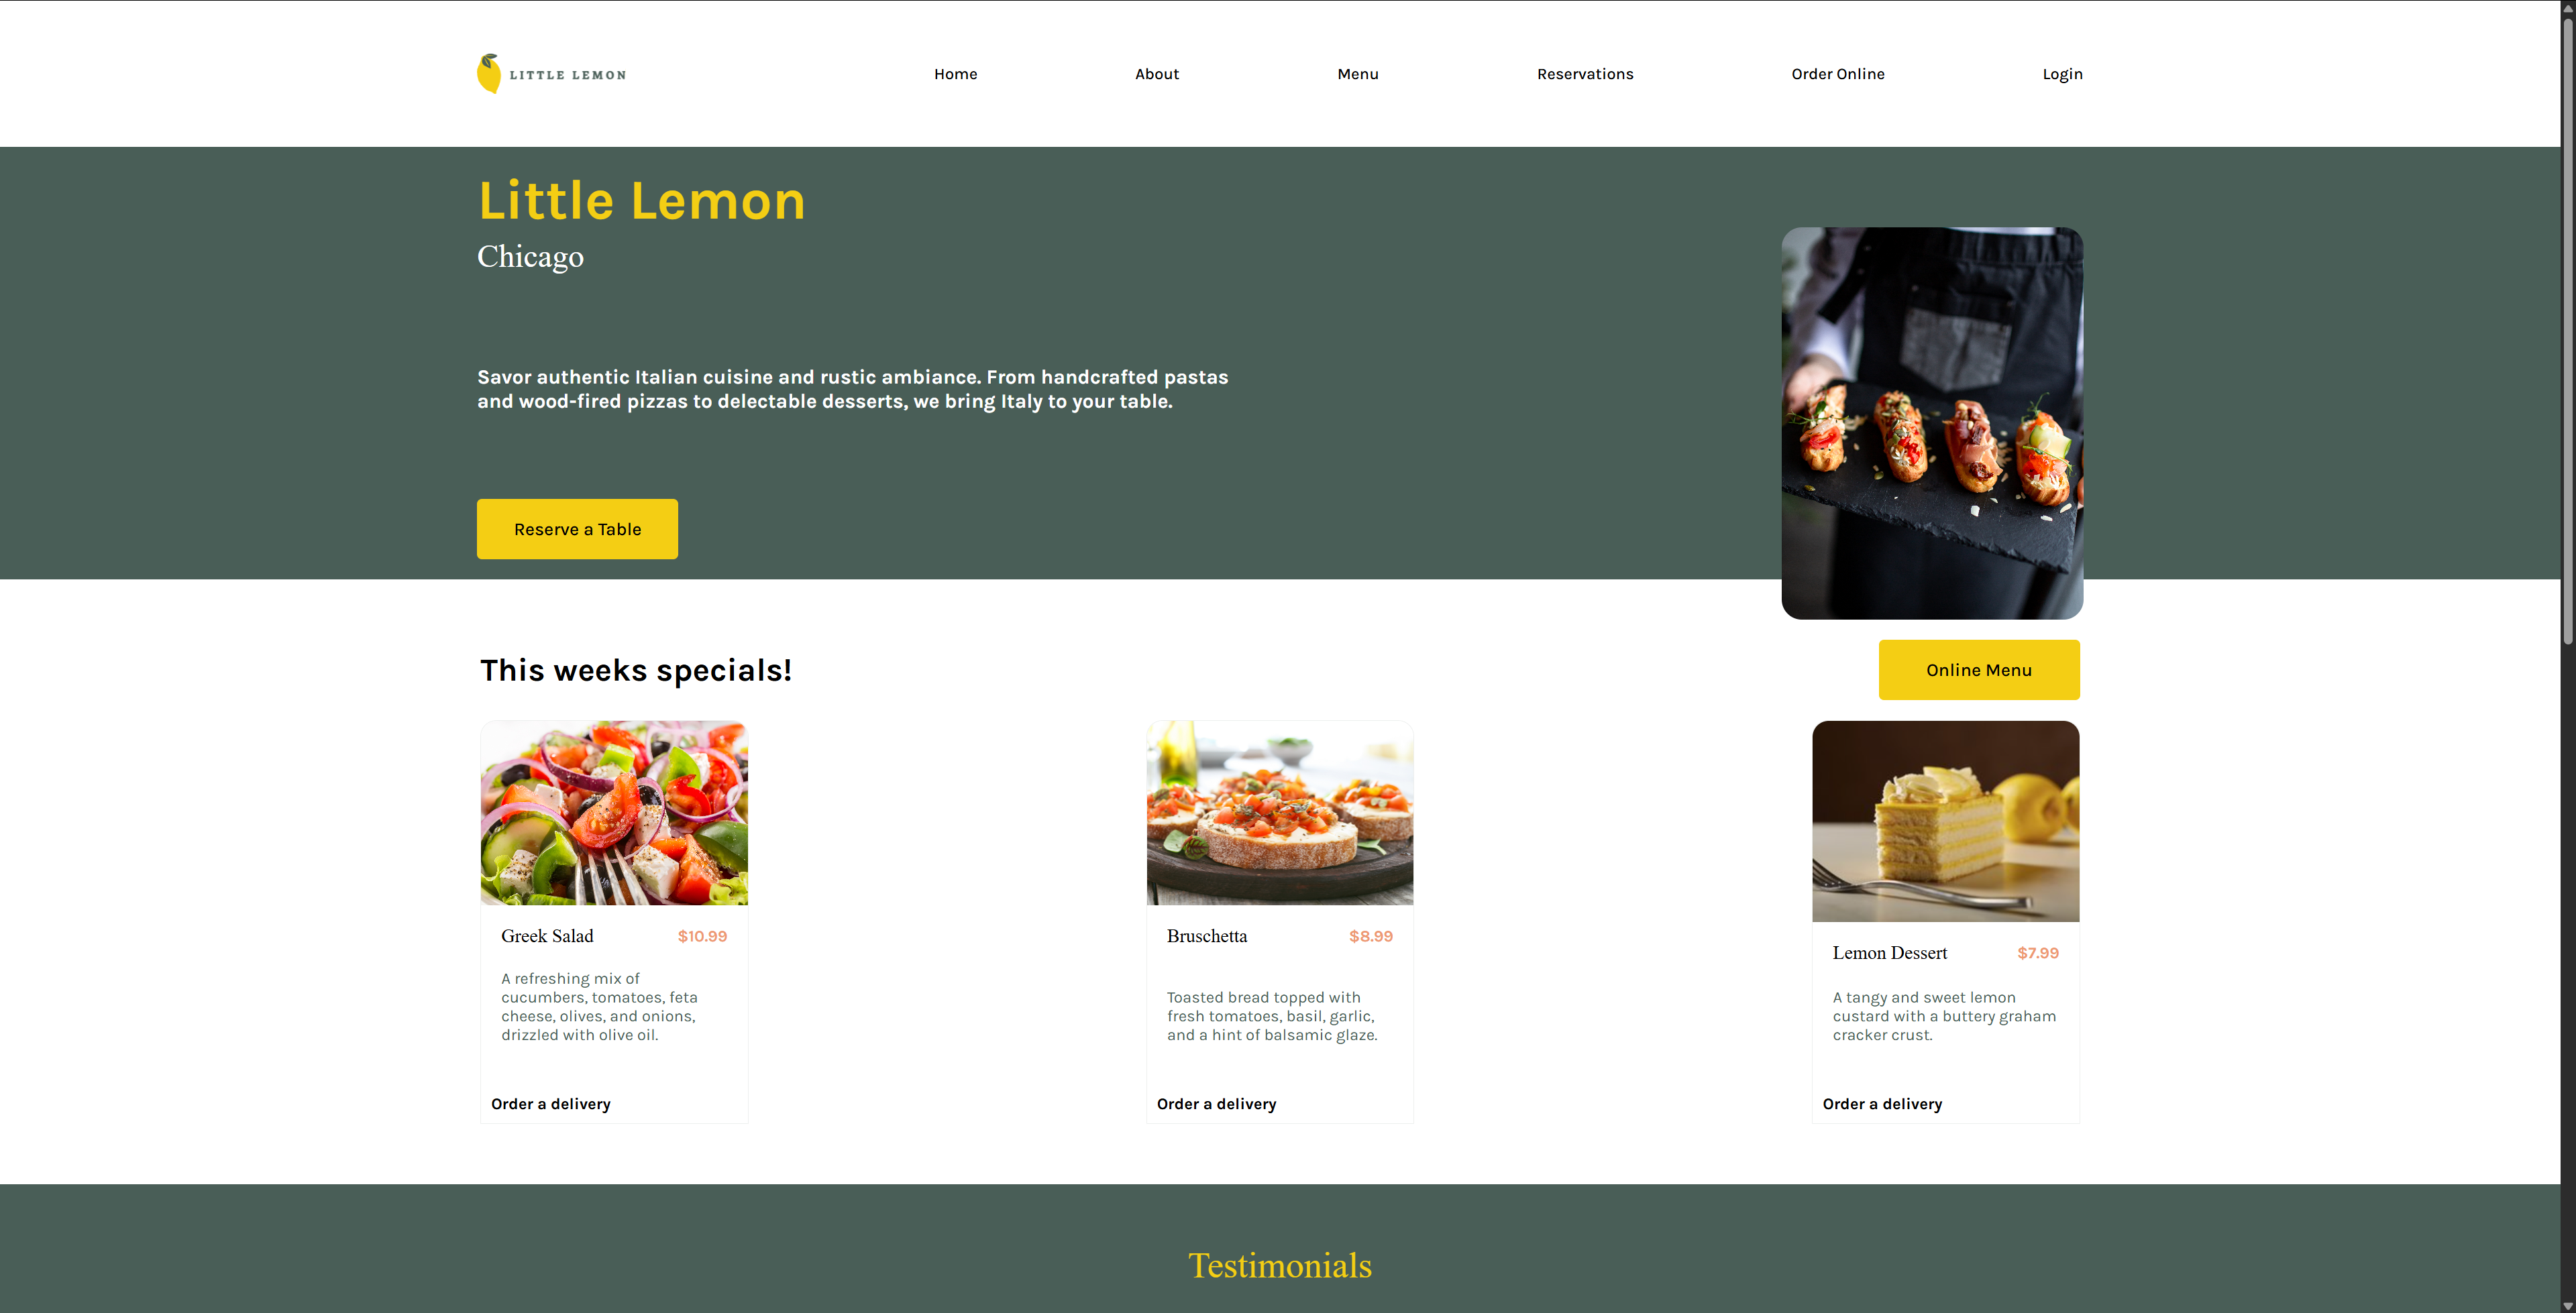 LITTLE LEMON
Home
About
Menu
Reservations
Order Online
Login
Little Lemon
Chicago
Savor authentic Italian cuisine and rustic ambiance. From handcrafted pastas
and wood-fired pizzas to delectable desserts, we bring Italy to your table.
Reserve a Table
This weeks specials!
Online Menu
Greek Salad
$10.99
A refreshing mix of
cucumbers, tomatoes, feta
cheese, olives, and onions,
drizzled with olive oil.
Order a delivery
Bruschetta
$8.99
Toasted bread topped with
fresh tomatoes, basil, garlic,
and a hint of balsamic glaze.
Order a delivery
Lemon Dessert
$7.99
A tangy and sweet lemon
custard with a buttery graham
cracker crust.
Order a delivery
Testimonials